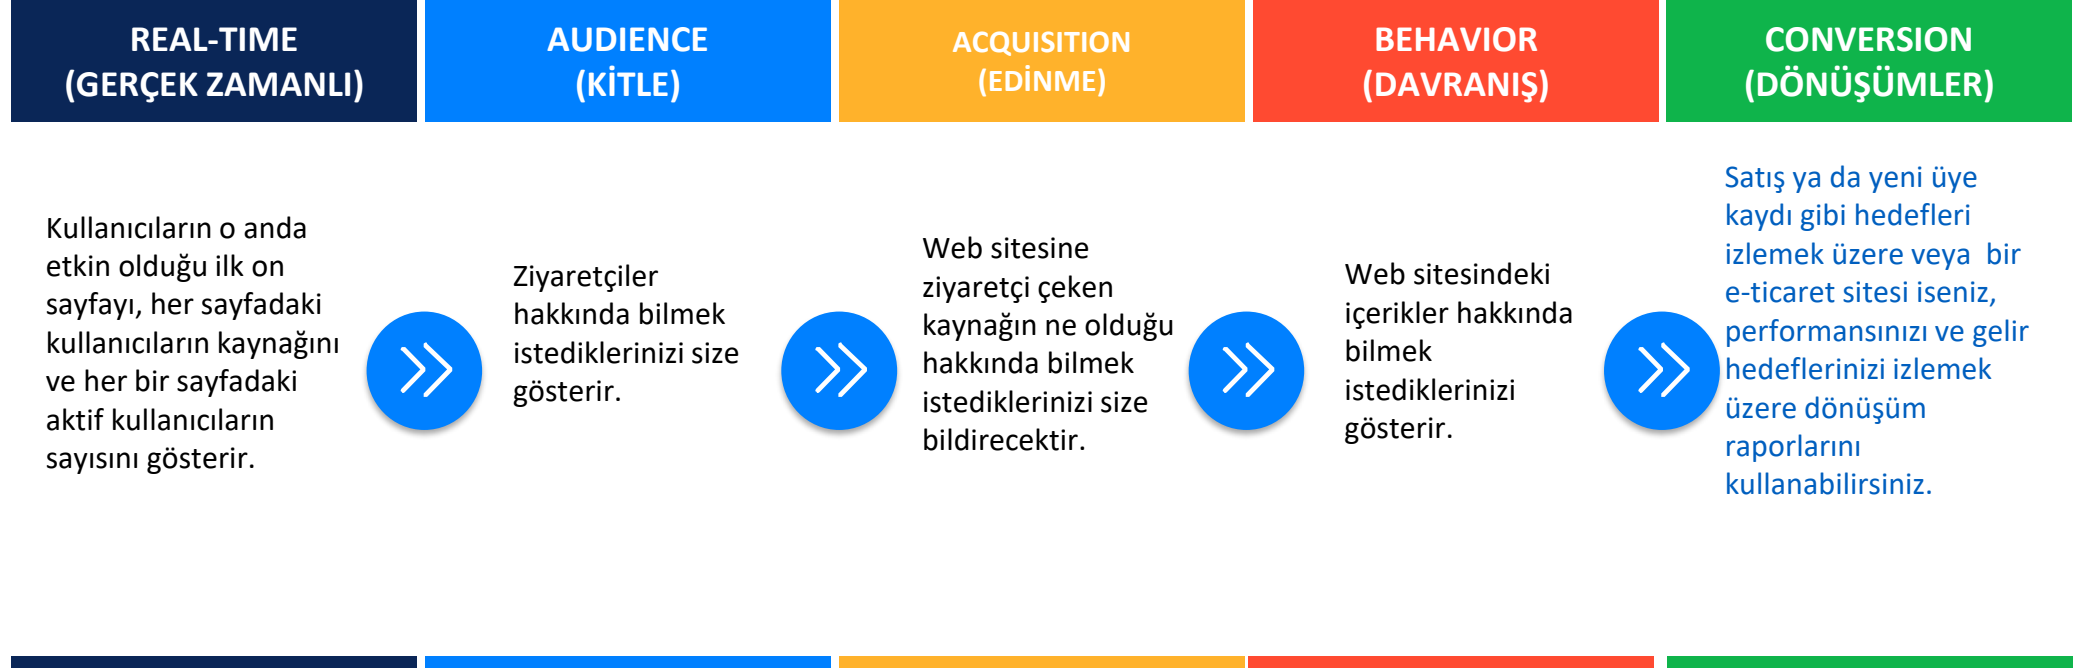 REAL-TIME
(GERÇEK ZAMANLI)
AUDIENCE
(KİTLE)
ACQUISITION
(EDİNME)
BEHAVIOR
(DAVRANIŞ)
CONVERSION
(DÖNÜŞÜMLER)
Kullanıcıların o anda
etkin olduğu ilk on
sayfayı, her sayfadaki
kullanıcıların kaynağını
ve her bir sayfadaki
aktif kullanıcıların
sayısını gösterir.
Ziyaretçiler
hakkında bilmek
istediklerinizi size
gösterir.
Web sitesine
ziyaretçi çeken
kaynağın ne olduğu
hakkında bilmek
istediklerinizi size
bildirecektir.
Web sitesindeki
içerikler hakkında
bilmek
istediklerinizi
gösterir.
Satış ya da yeni üye
kaydı gibi hedefleri
izlemek üzere veya  bir
e-ticaret sitesi iseniz,
performansınızı ve gelir
hedeflerinizi izlemek
üzere dönüşüm
raporlarını
kullanabilirsiniz.